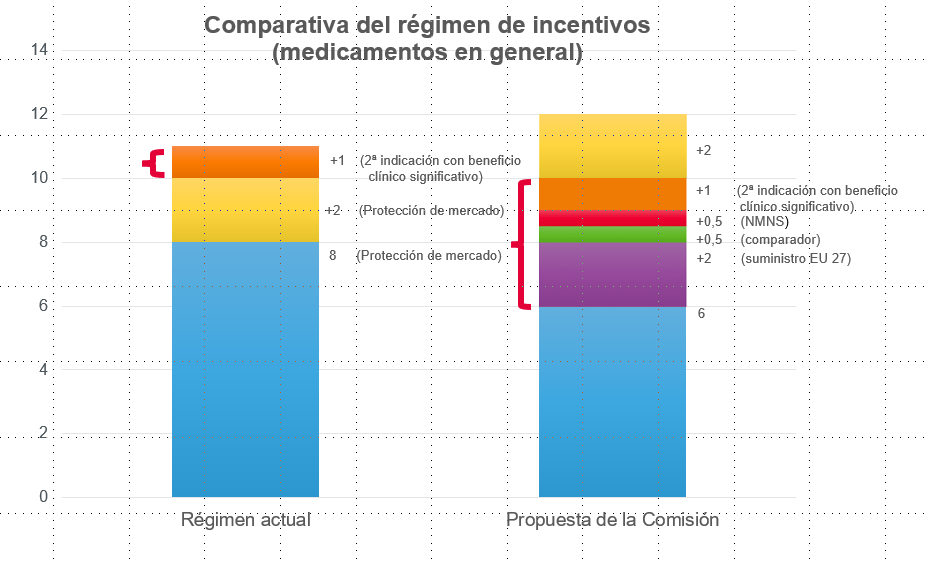 Comparativa del régimen de incentivos
(medicamentos en general)
14
12
10
8
6
4
2
0
+1 (2ª indicación con beneficio
clínico significativo)
+2 (Protección de mercado)
8 (Protección de mercado)
+2
+1 (2ª indicación con beneficio
clínico significativo)
+0,5 (NMNS)
+0,5 (comparador)
+2 (suministro EU 27)
6
Régimen actual
Propuesta de la Comisión